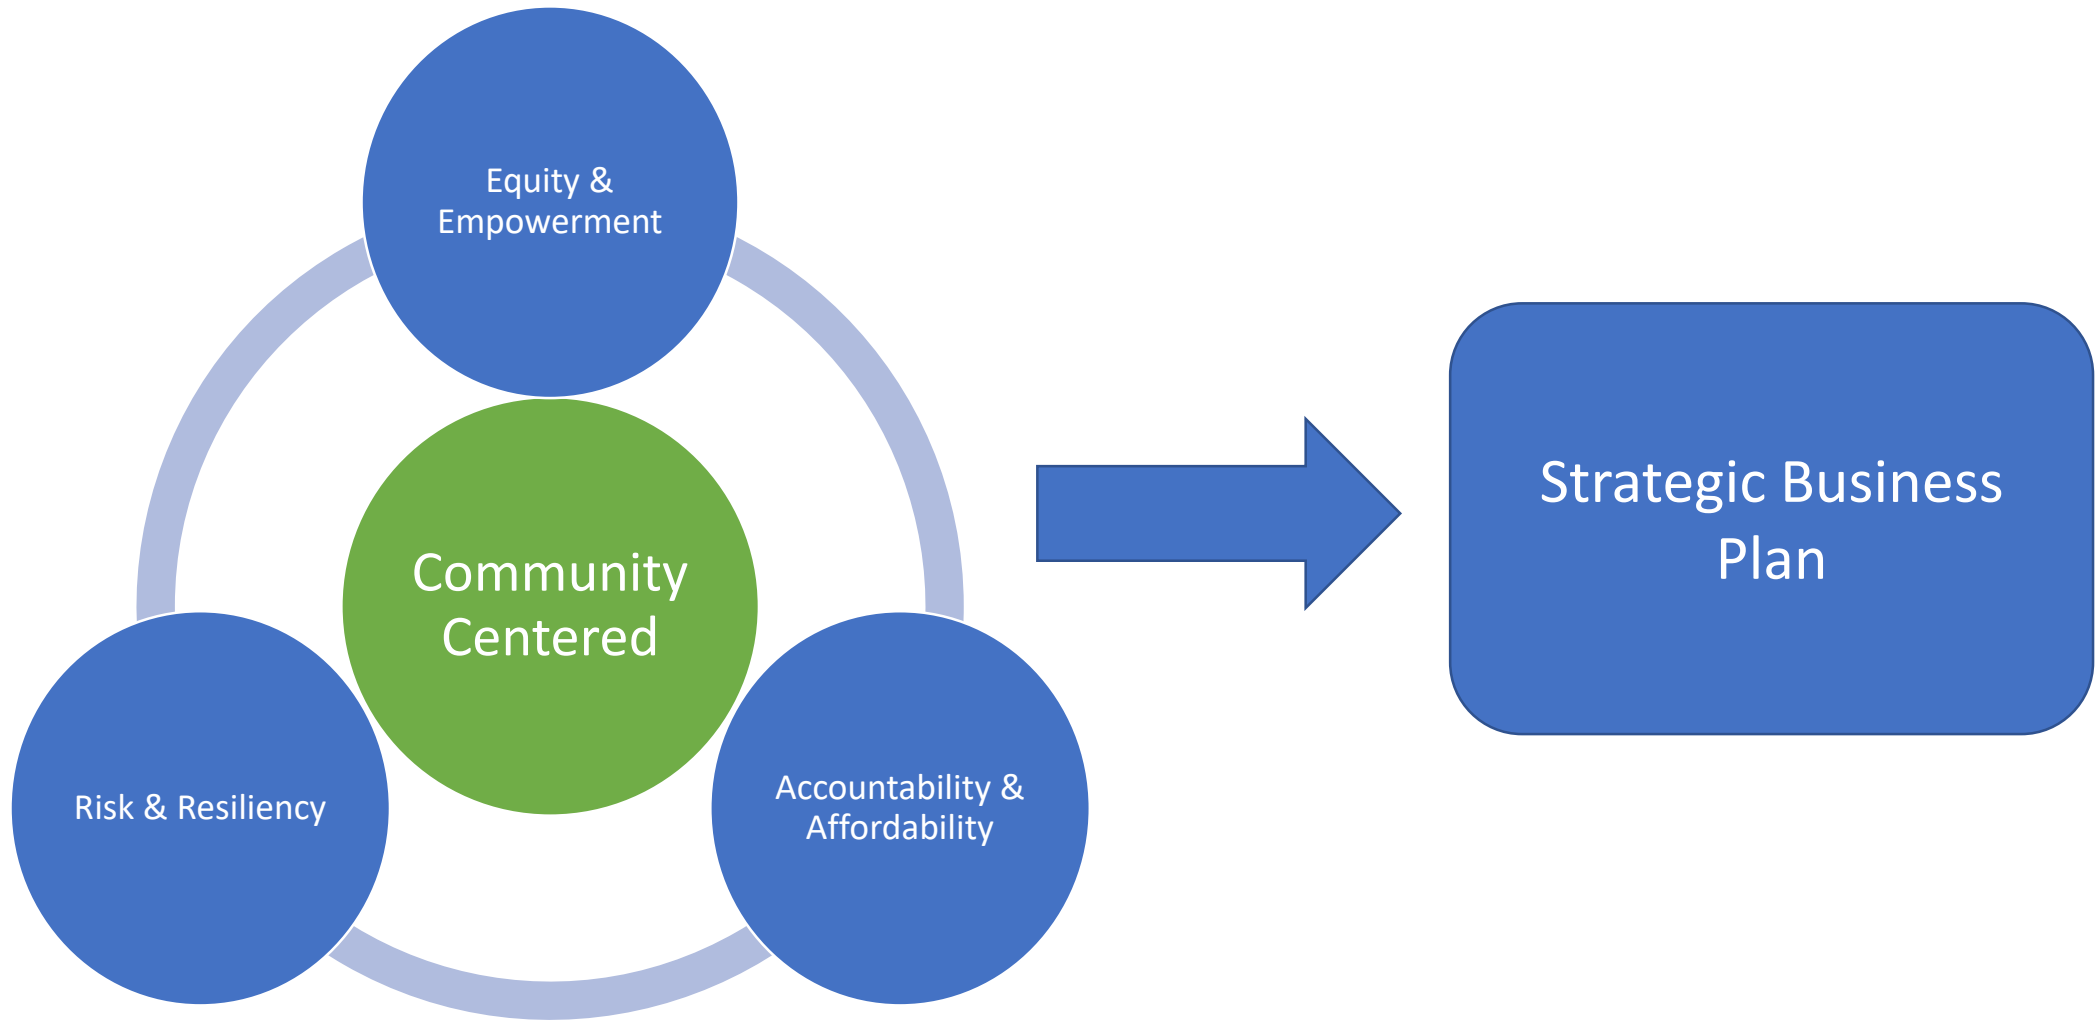 Equity &
Empowerment
Community
Centered
Risk & Resiliency
Accountability &
Affordability
Strategic Business
Plan